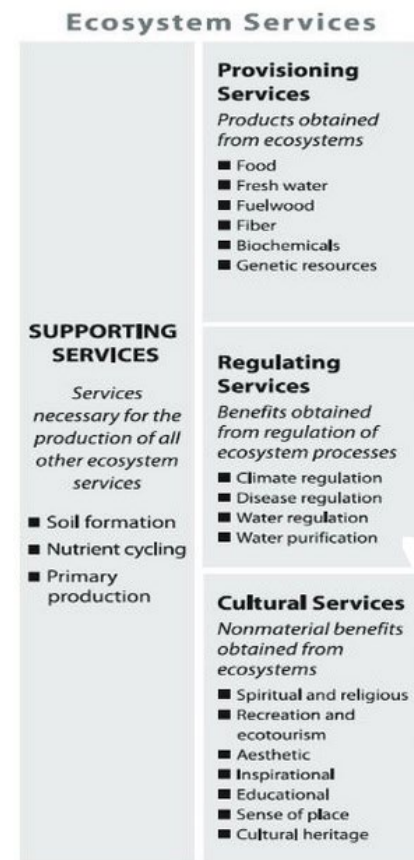 Ecosystem Services
SUPPORTING
SERVICES
Services
necessary for the
production of all
other ecosystem
services
■ Soil formation
■ Nutrient cycling
■ Primary
production
Provisioning
Services
Products obtained
from ecosystems
■ Food
■ Fresh water
■ Fuelwood
■ Fiber
■ Biochemicals
■ Genetic resources
Regulating
Services
Benefits obtained
from regulation of
ecosystem processes
■ Climate regulation
■ Disease regulation
■ Water regulation
■ Water purification
Cultural Services
Nonmaterial benefits
obtained from
ecosystems
■ Spiritual and religious
■ Recreation and
ecotourism
■ Aesthetic
■ Inspirational
■ Educational
■ Sense of place
■ Cultural heritage